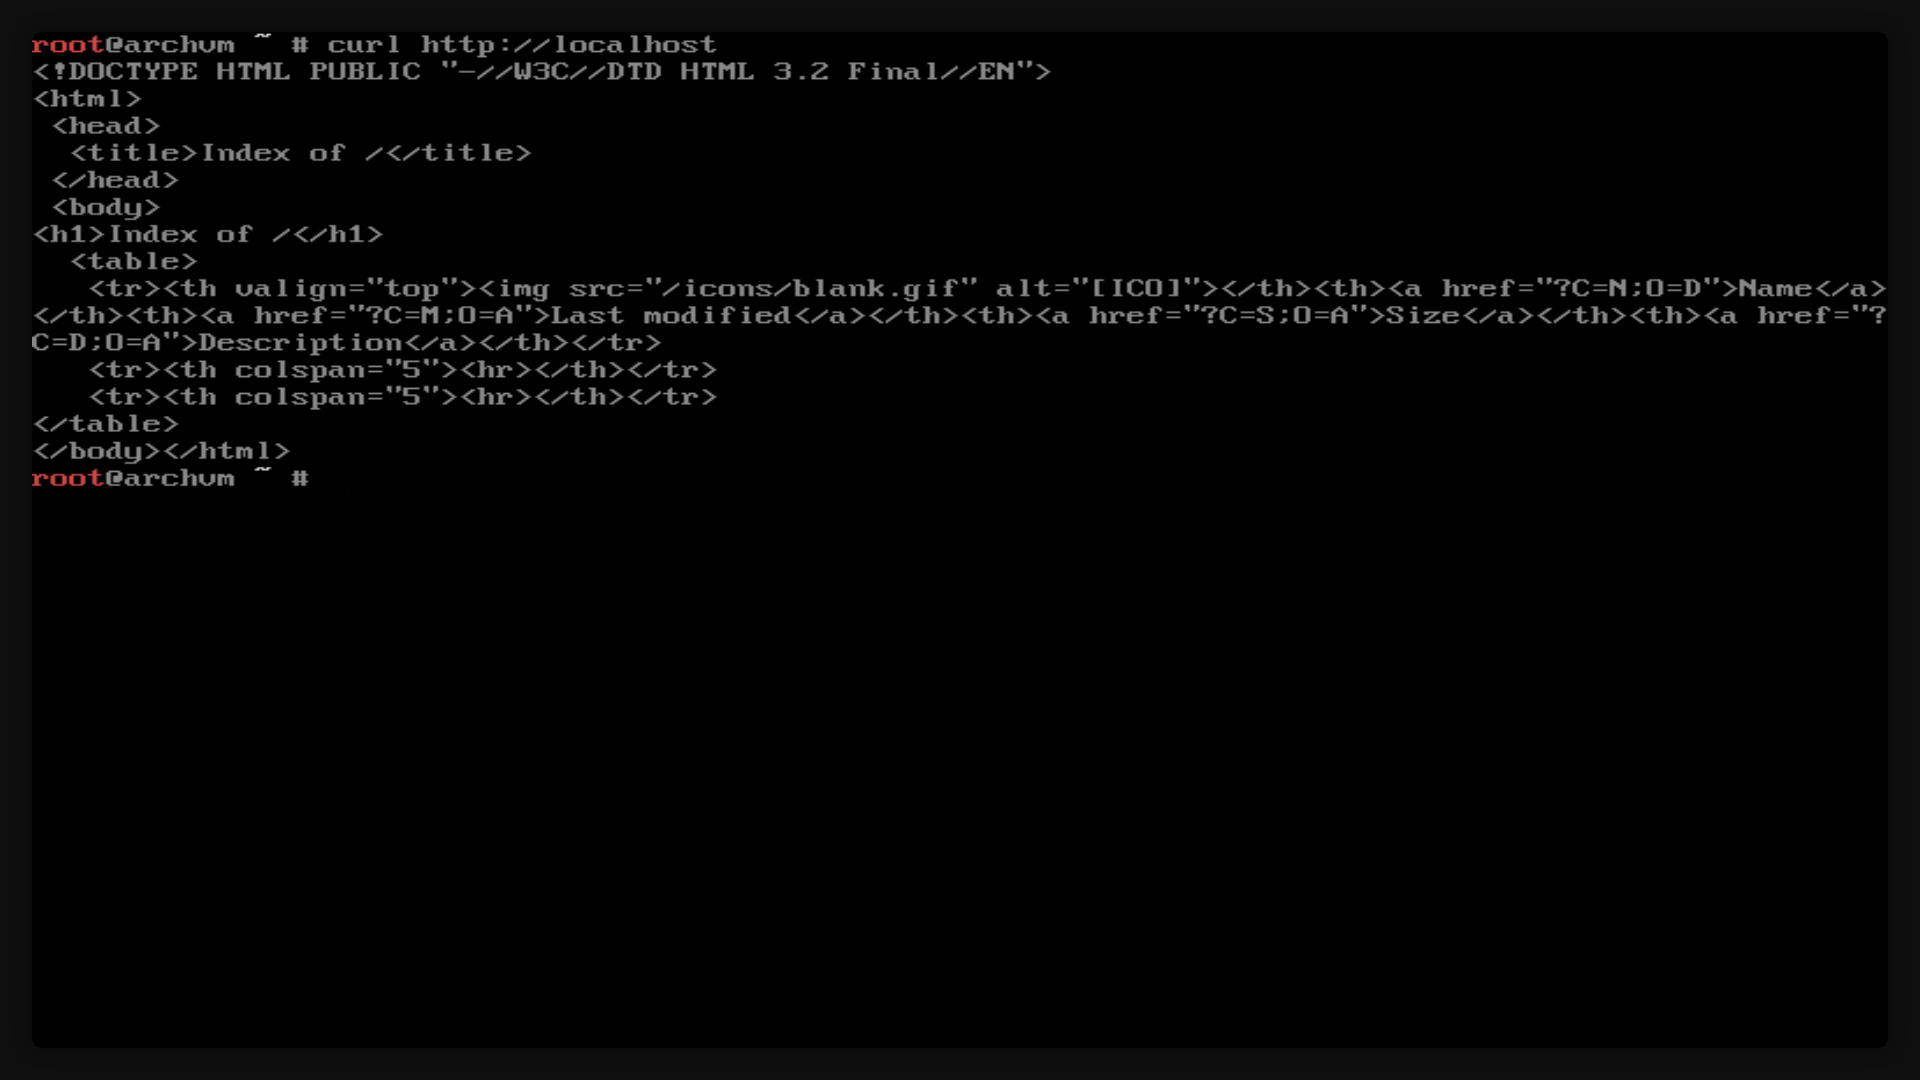 root@archvm ~ # curl http://localhost
<!DOCTYPE HTML PUBLIC "-//W3C//DTD HTML 3.2 Final//EN">
<html>
 <head>
  <title>Index of /</title>
 </head>
 <body>
<h1>Index of /</h1>
  <table>
   <tr><th valign="top"><img src="/icons/blank.gif" alt="[ICO]"></th><th><a href="?C=N;O=D">Name</a>
</th><th><a href="?C=M;O=A">Last modified</a></th><th><a href="?C=S;O=A">Size</a></th><th><a href="?
C=D;O=A">Description</a></th></tr>
   <tr><th colspan="5"><hr></th></tr>
   <tr><th colspan="5"><hr></th></tr>
</table>
</body></html>
root@archvm ~ #